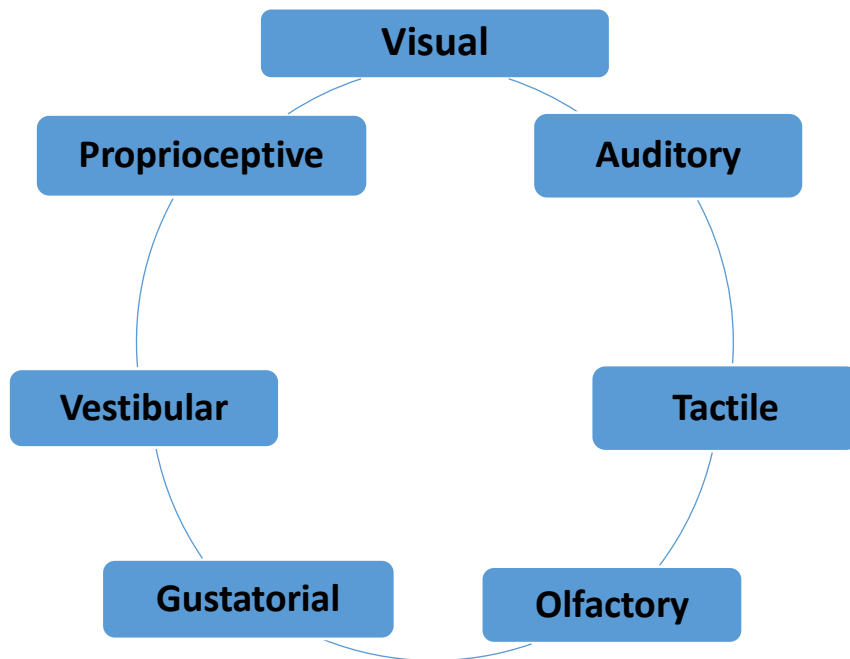 Visual
Proprioceptive
Auditory
Vestibular
Tactile
Gustatorial
Olfactory